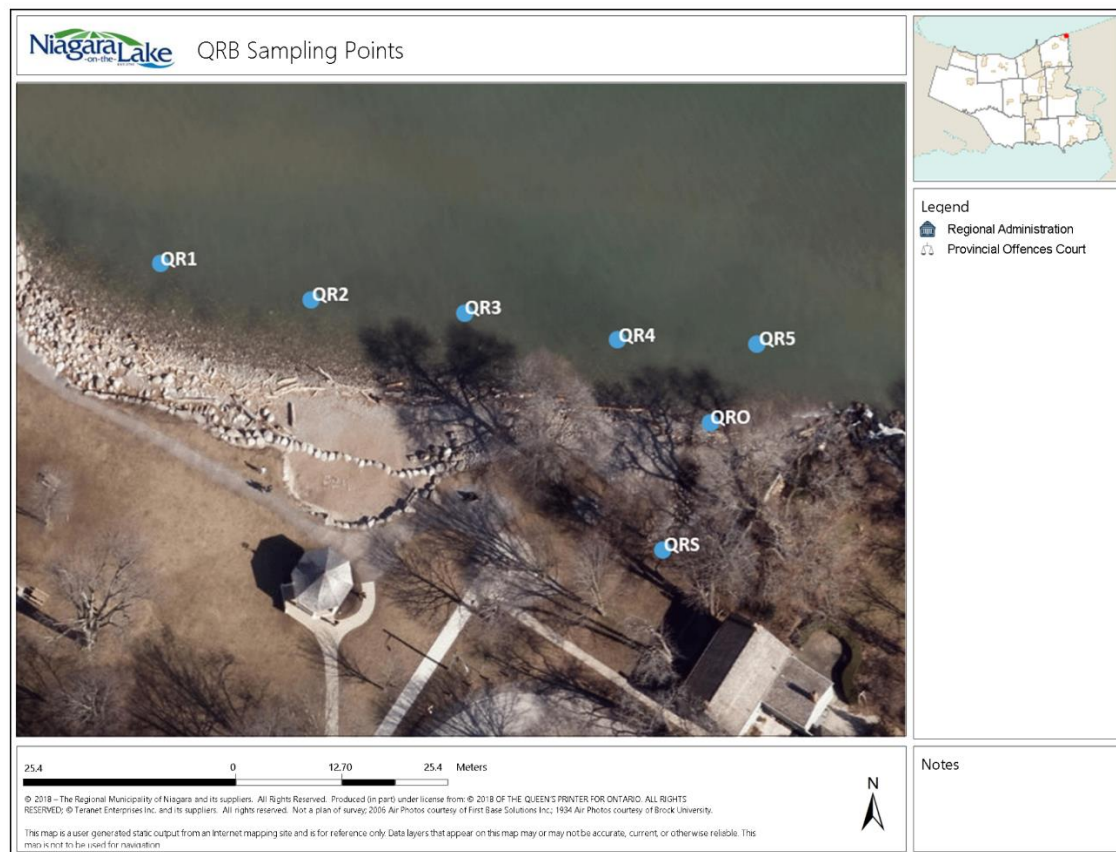 Niagara
-on-the-
Lake
QRB Sampling Points
QR1
QR2
QR3
QR4
QR5
QRO
QRS
Legend
Regional Administration
Provincial Offences Court
25.4 0 12.70 25.4 Meters
© 2018 – The Regional Municipality of Niagara and its suppliers. All Rights Reserved. Produced (in part) under license from: © 2018 OF THE QUEEN'S PRINTER FOR ONTARIO. ALL RIGHTS
RESERVED; © Teranet Enterprises Inc. and its suppliers. All rights reserved. Not a plan of survey; 2006 Air Photos courtesy of First Base Solutions Inc.; 1934 Air Photos courtesy of Brock University.
This map is a user generated static output from an Internet mapping site and is for reference only. Data layers that appear on this map may or may not be accurate, current, or otherwise reliable. This
map is not to be used for navigation
N
Notes